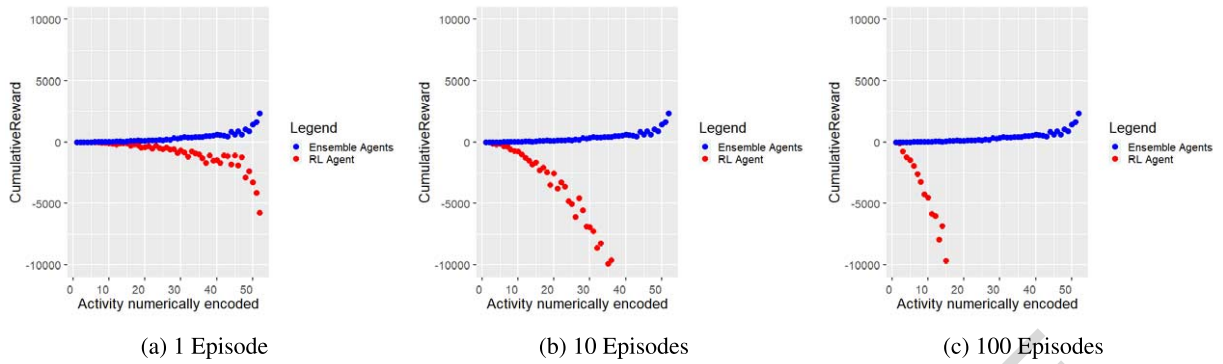 10000
5000
0
-5000
-10000
CumulativeReward
0 10 20 30 40 50
Activity numerically encoded
Legend
Ensemble Agents
RL Agent
(a) 1 Episode
10000
5000
0
-5000
-10000
CumulativeReward
0 10 20 30 40 50
Activity numerically encoded
Legend
Ensemble Agents
RL Agent
(b) 10 Episodes
10000
5000
0
-5000
-10000
CumulativeReward
0 10 20 30 40 50
Activity numerically encoded
Legend
Ensemble Agents
RL Agent
(c) 100 Episodes